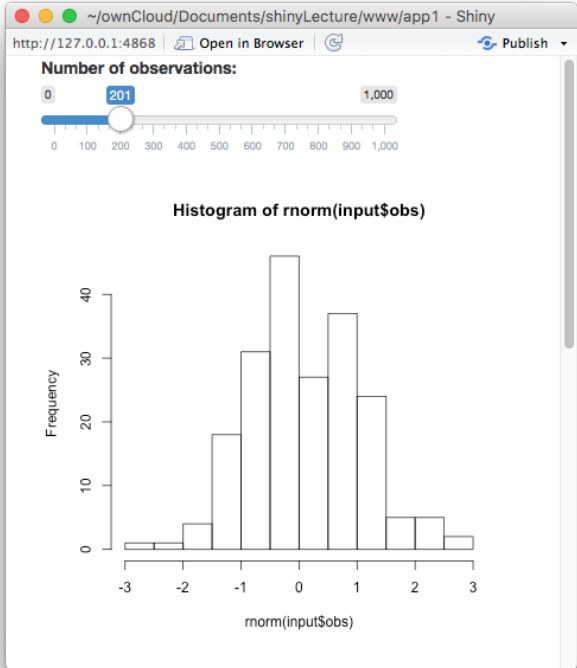 ~/ownCloud/Documents/shinyLecture/www/app1 - Shiny
http://127.0.0.1:4868 Open in Browser Publish
Number of observations:
0 201 1,000
0 100 200 300 400 500 600 700 800 900 1,000
Histogram of rnorm(input$obs)
Frequency
40
30
20
10
0
-3 -2 -1 0 1 2 3
rnorm(input$obs)